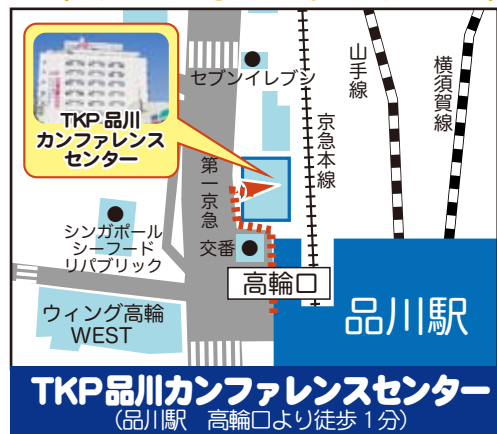 TKP品川
カンファレンス
センター
セブンイレブン
山手線
横須賀線
京急本線
第一京急
シンガポール
シーフード
リパブリック
交番
高輪口
ウィング高輪
WEST
品川駅
TKP品川カンファレンスセンター
(品川駅 高輪口より徒歩1分)